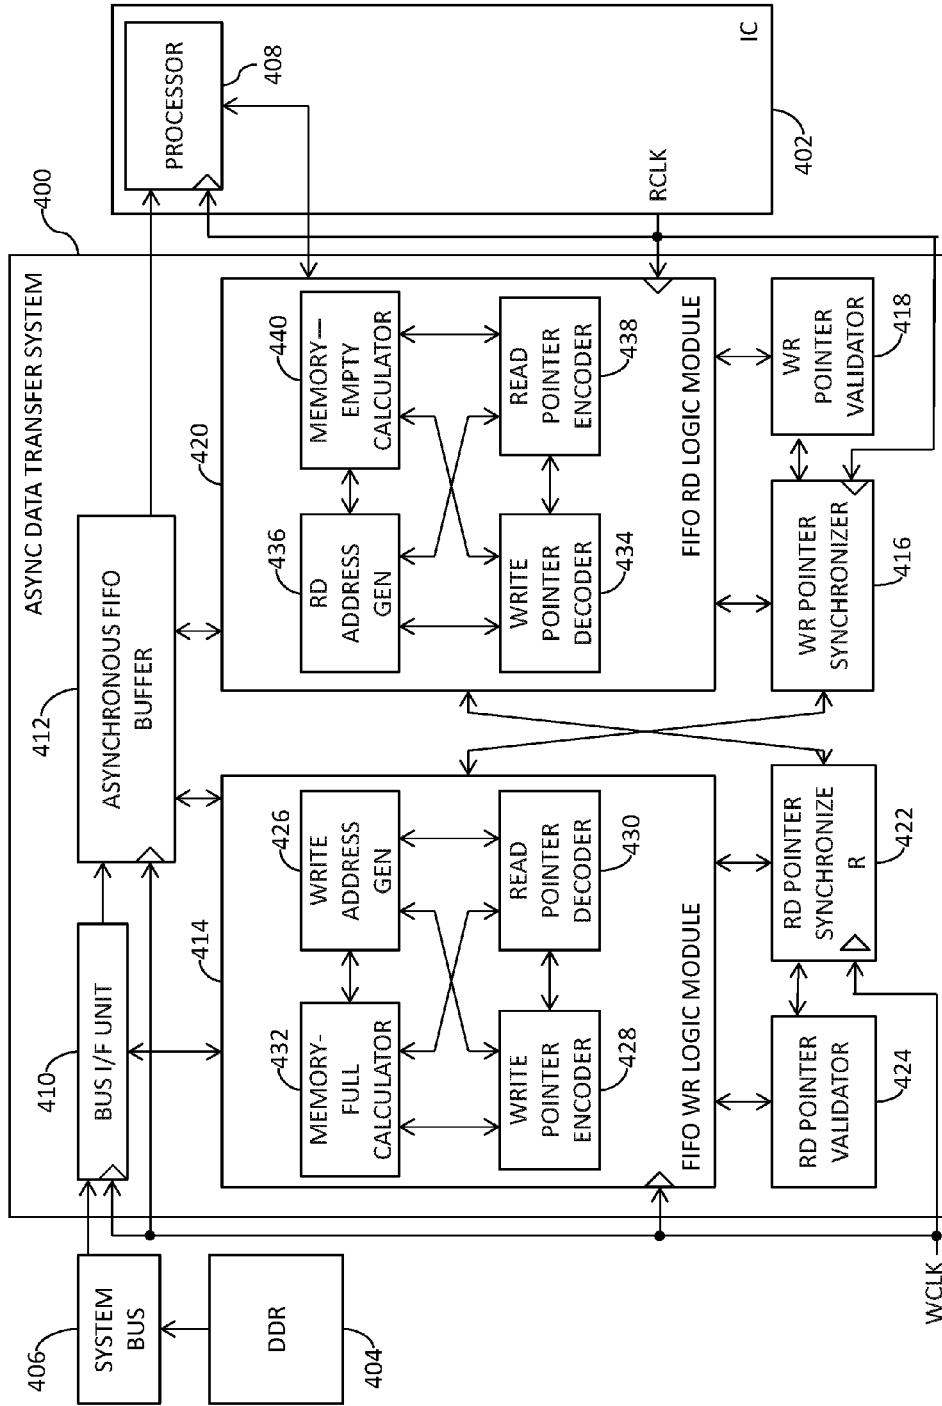 400
ASYNC DATA TRANSFER SYSTEM
406
SYSTEM
BUS
DDR
404
410
BUS I/F UNIT
412
ASYNCHRONOUS FIFO
BUFFER
PROCESSOR
408
IC
402
RCLK
414
432
MEMORY-
FULL
CALCULATOR
426
WRITE
ADDRESS
GEN
WRITE
POINTER
ENCODER
428
READ
POINTER
DECODER
430
FIFO WR LOGIC MODULE
420
436
RD
ADDRESS
GEN
440
MEMORY—
EMPTY
CALCULATOR
WRITE
POINTER
DECODER
434
READ
POINTER
ENCODER
438
FIFO RD LOGIC MODULE
RD POINTER
VALIDATOR
424
RD POINTER
SYNCHRONIZE
R
422
WR POINTER
SYNCHRONIZER
416
WR
POINTER
VALIDATOR
418
WCLK